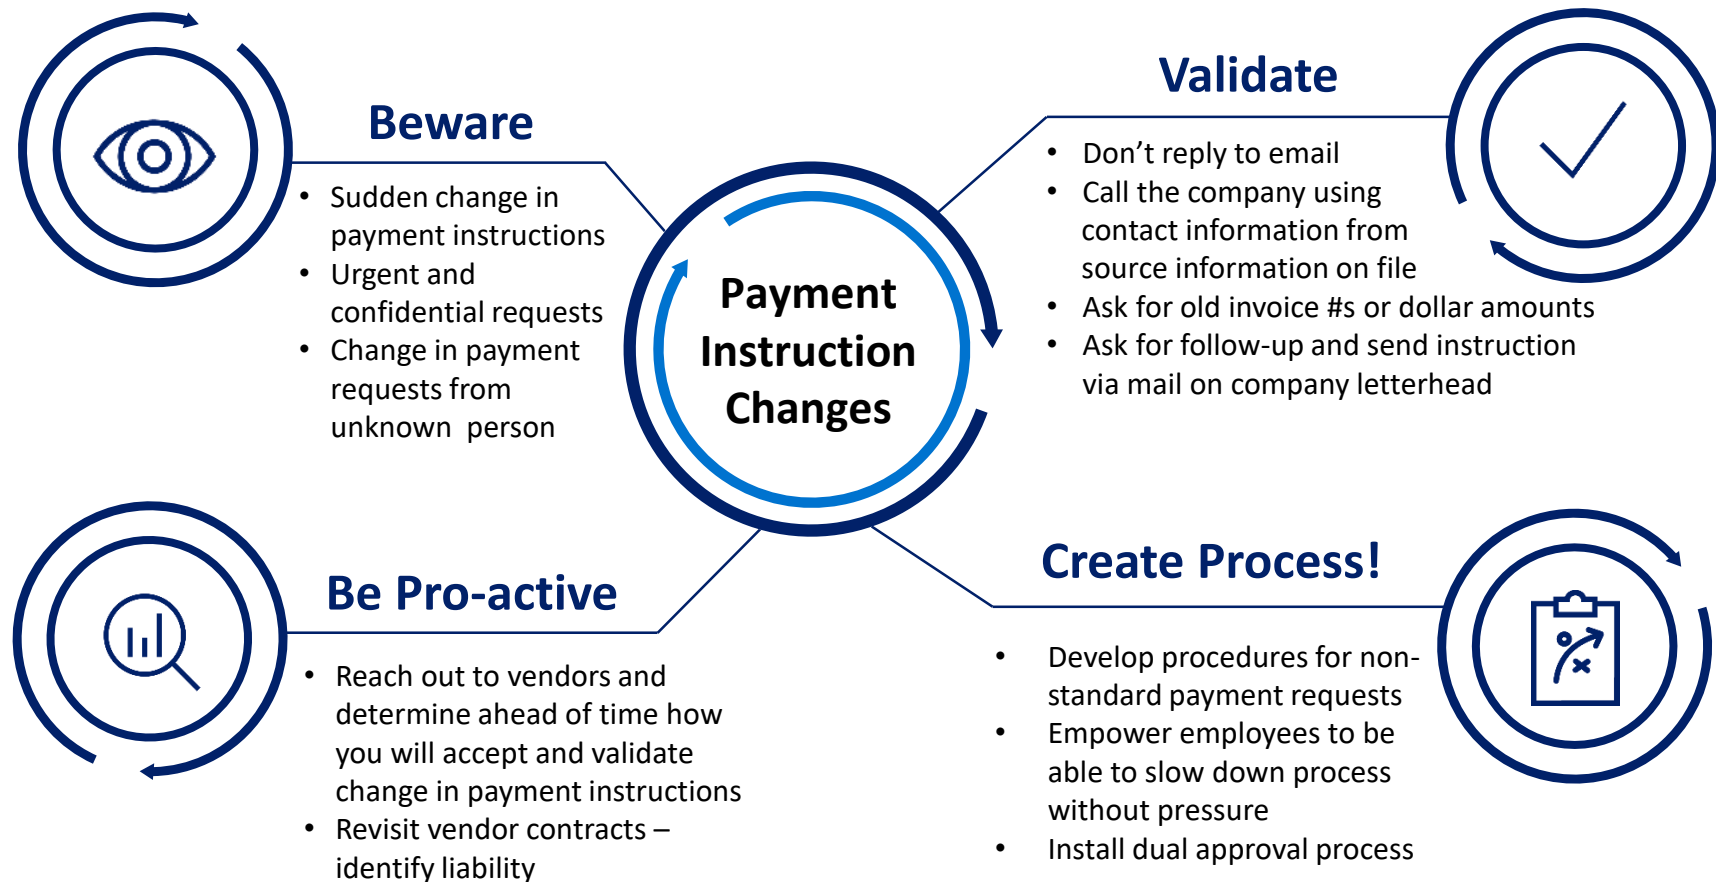 Beware
• Sudden change in
payment instructions
• Urgent and
confidential requests
• Change in payment
requests from
unknown person
Validate
• Don’t reply to email
• Call the company using
contact information from
source information on file
• Ask for old invoice #s or dollar amounts
• Ask for follow-up and send instruction
via mail on company letterhead
Payment
Instruction
Changes
Be Pro-active
• Reach out to vendors and
determine ahead of time how
you will accept and validate
change in payment instructions
• Revisit vendor contracts –
identify liability
Create Process!
• Develop procedures for non-
standard payment requests
• Empower employees to be
able to slow down process
without pressure
• Install dual approval process